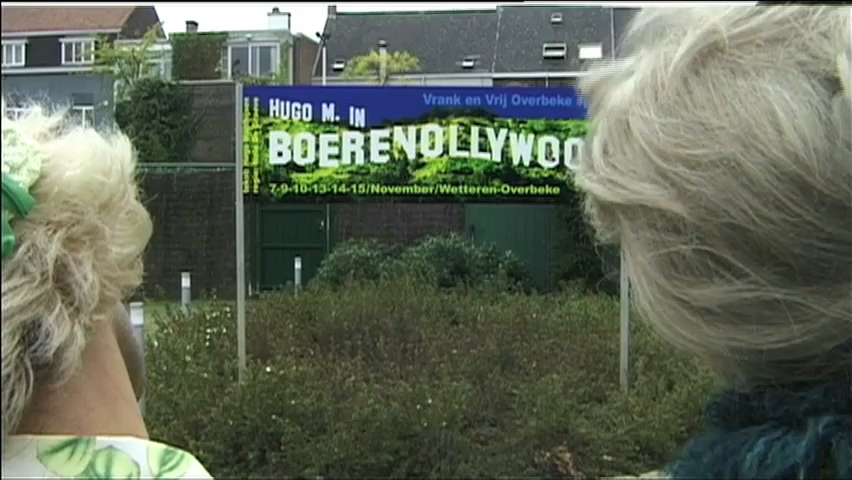 Vrank en Vrij Overbeke
HUGO M. IN
BOERENOLLYWOO
7-9-10-13-14-15/November/Wetteren-Overbeke